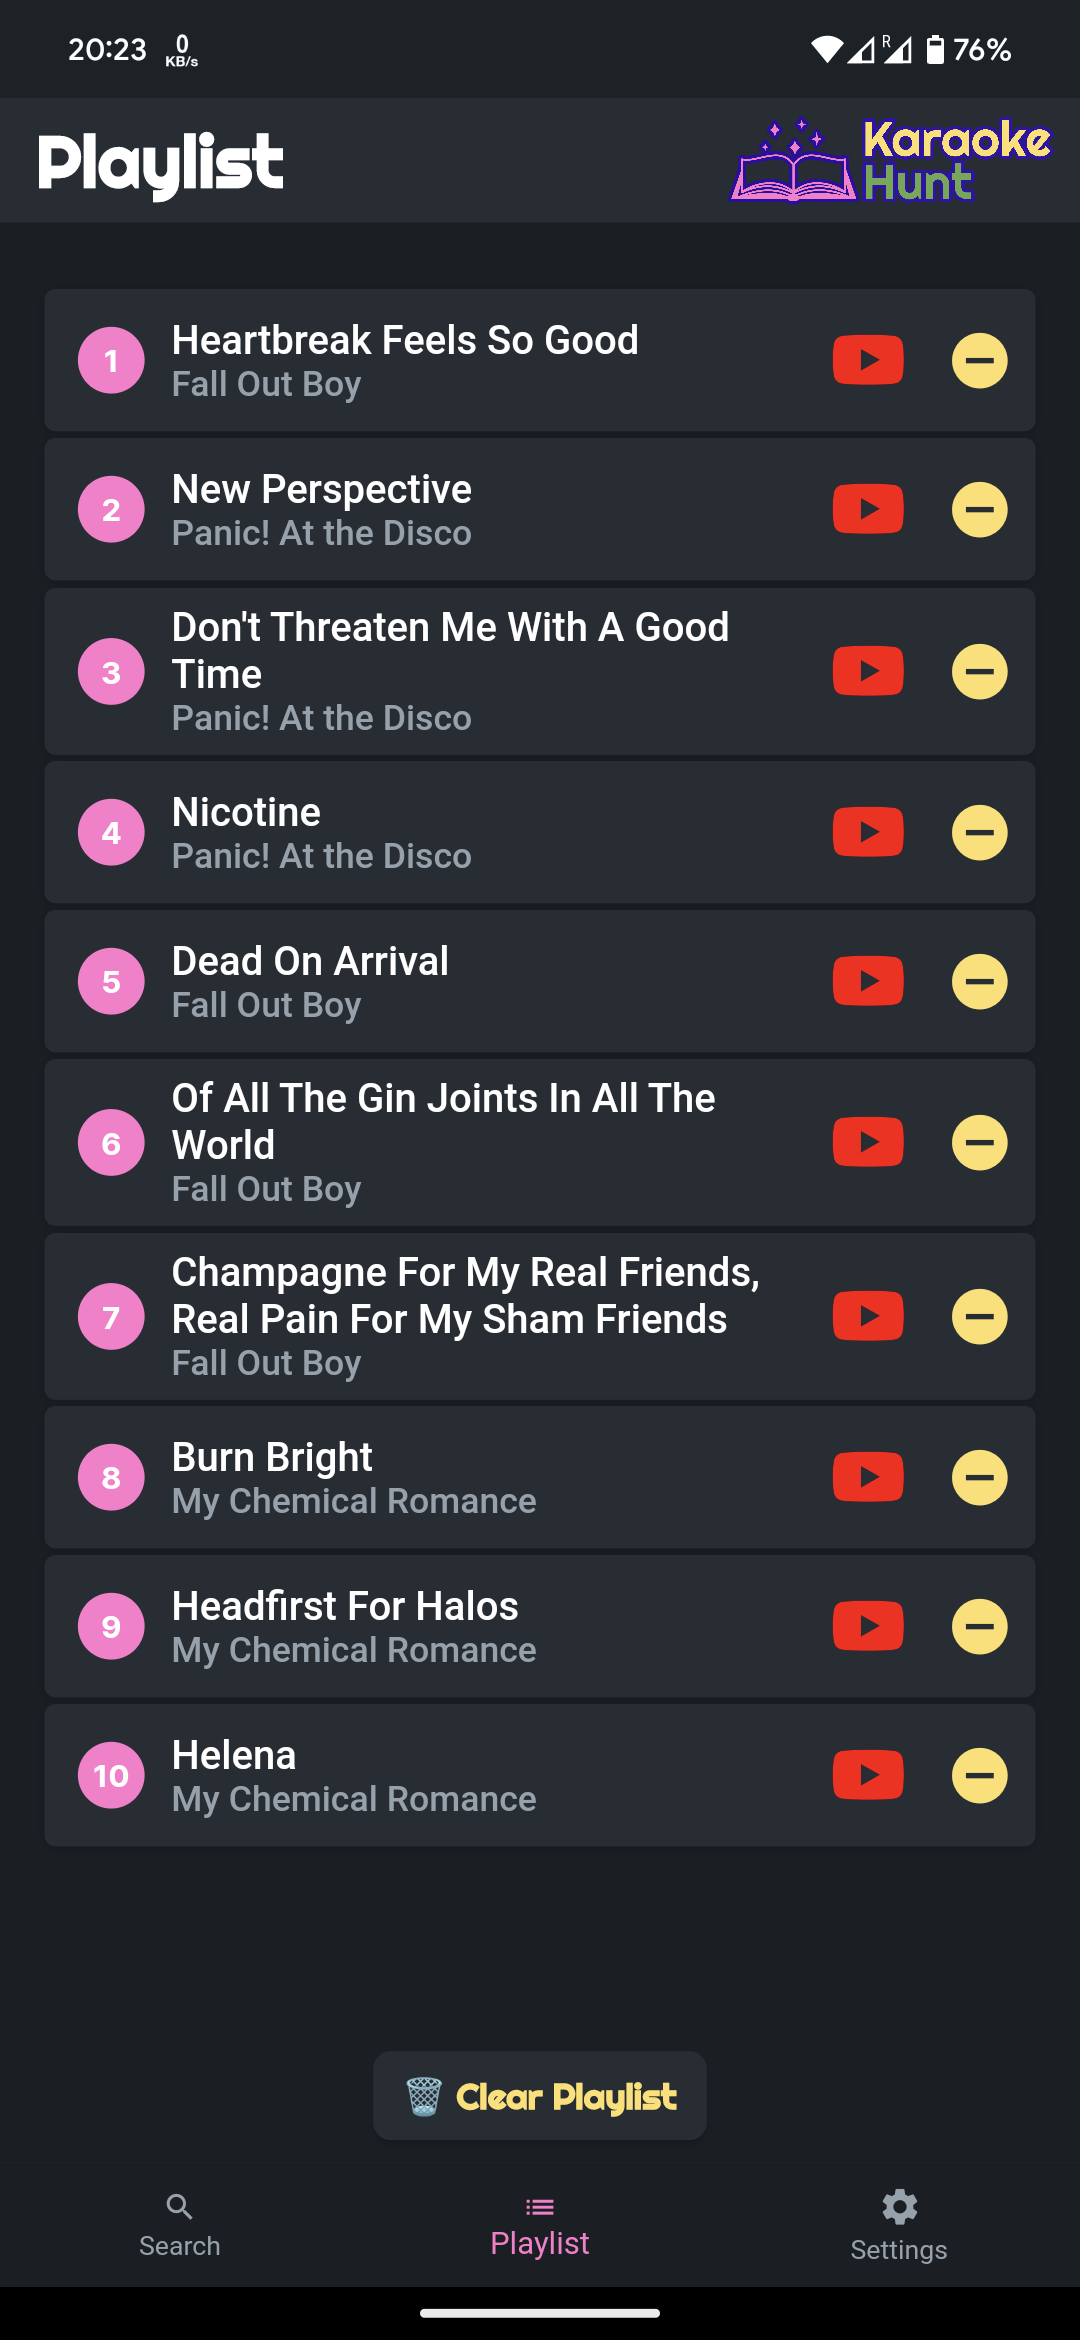 20:23
0
KB/s
R
76%
Playlist
Karaoke
Hunt
1
Heartbreak Feels So Good
Fall Out Boy
2
New Perspective
Panic! At the Disco
3
Don't Threaten Me With A Good
Time
Panic! At the Disco
4
Nicotine
Panic! At the Disco
5
Dead On Arrival
Fall Out Boy
6
Of All The Gin Joints In All The
World
Fall Out Boy
7
Champagne For My Real Friends,
Real Pain For My Sham Friends
Fall Out Boy
8
Burn Bright
My Chemical Romance
9
Headfirst For Halos
My Chemical Romance
10
Helena
My Chemical Romance
Clear Playlist
Search
Playlist
Settings